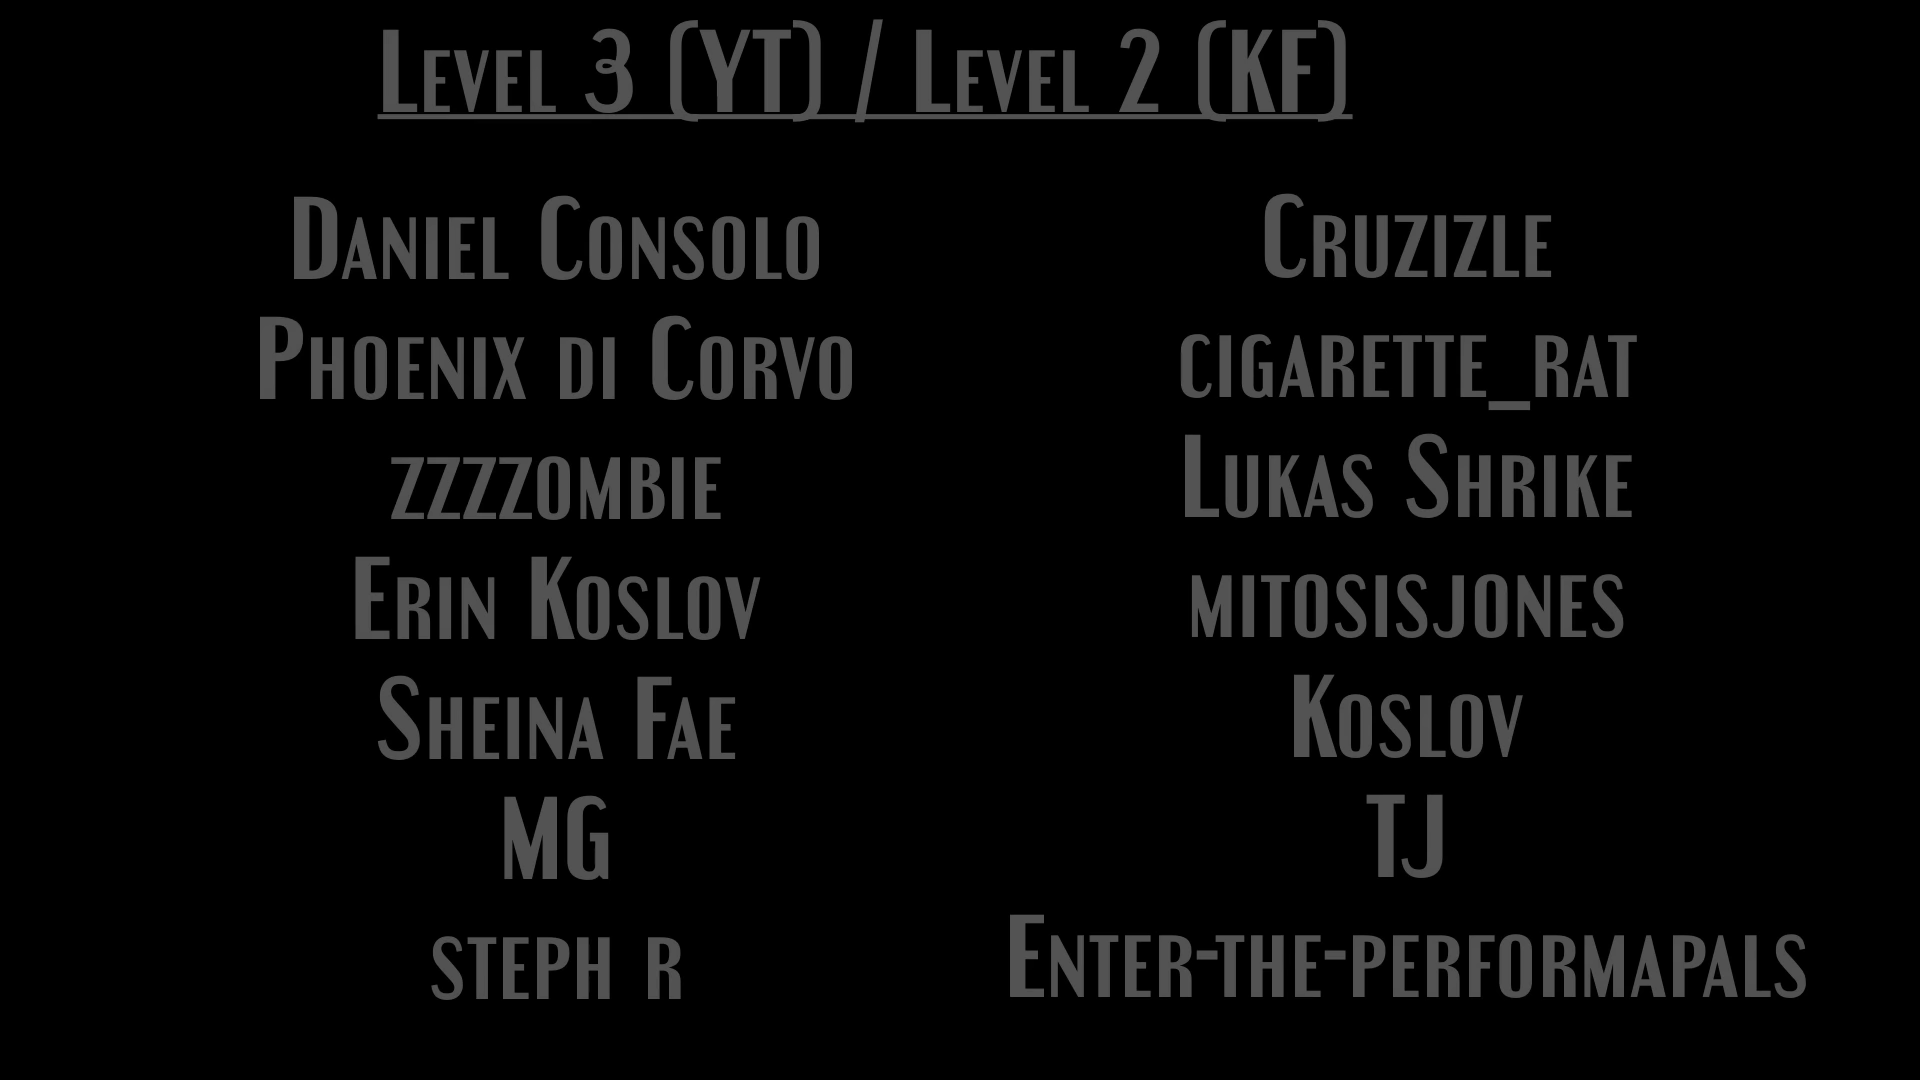 Level 3 (YT) / Level 2 (KF)
Daniel Consolo
Phoenix di Corvo
zzzzombie
Erin Koslov
Sheina Fae
MG
steph r
Cruzizle
cigarette_rat
Lukas Shrike
mitosisjones
Koslov
TJ
Enter-the-performapals